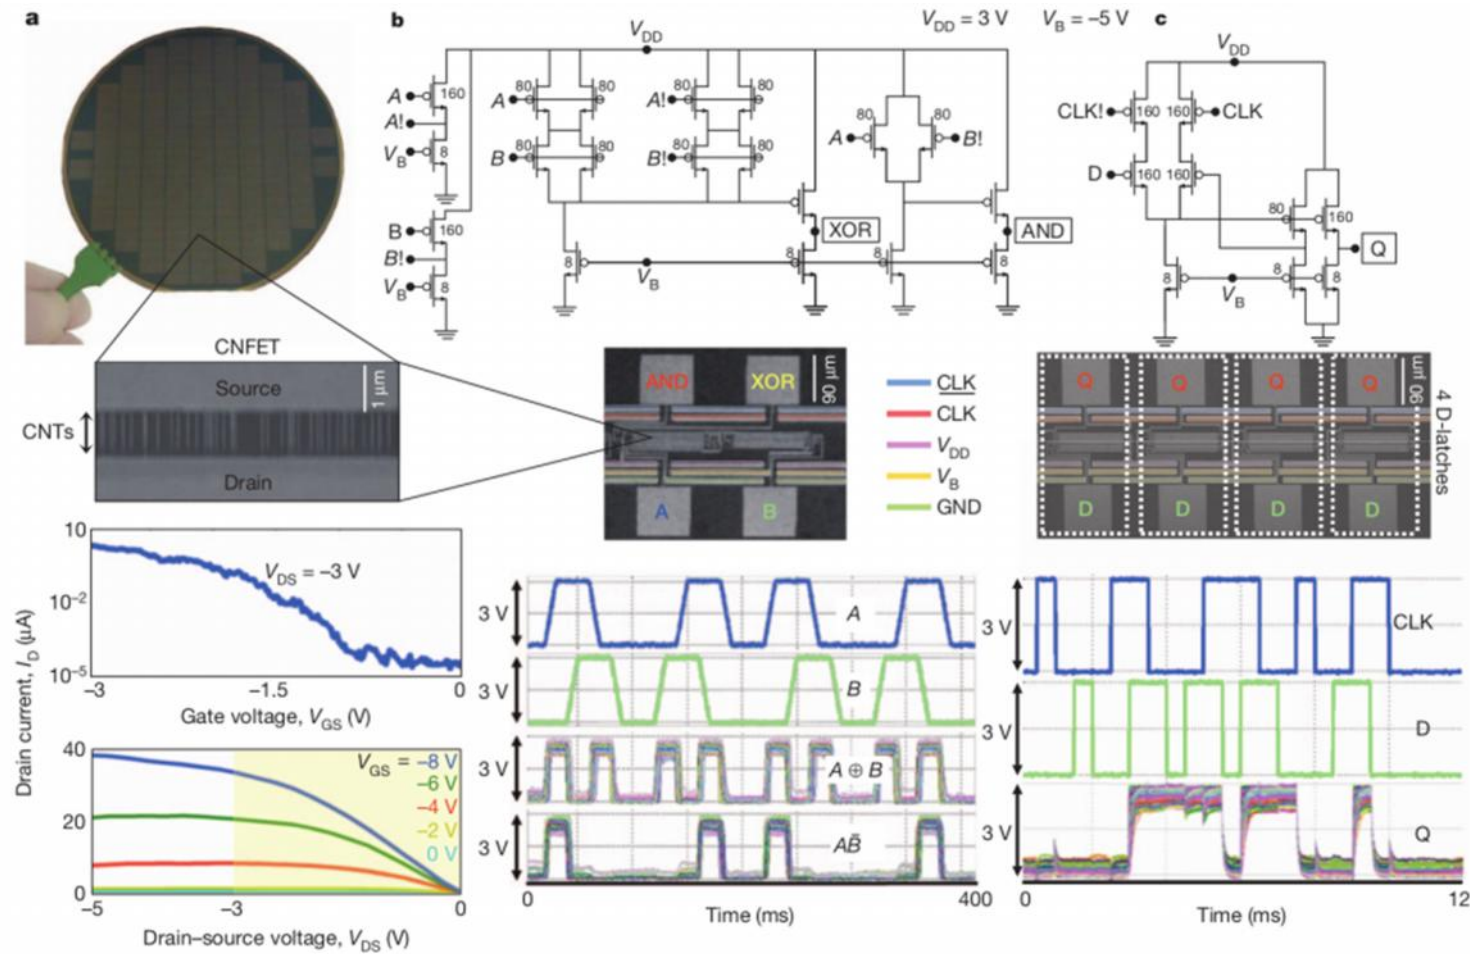 a
CNFET
Source
1 µm
CNTs
Drain
10
10⁻²
10⁻⁵
V_DS = −3 V
−3
−1.5
0
Gate voltage, V_GS (V)
Drain current, I_D (µA)
40
20
0
V_GS = −8 V
−6 V
−4 V
−2 V
0 V
−5
−3
0
Drain–source voltage, V_DS (V)
b
V_DD
V_DD = 3 V
V_B = −5 V
A
160
A!
V_B
8
B
160
B!
V_B
8
A
80
80
B
80
80
A!
80
80
B!
80
80
80
80
A
B!
XOR
AND
8
V_B
8
8
8
AND
XOR
90 µm
A
B
CLK
CLK
V_DD
V_B
GND
3 V
A
3 V
B
3 V
A ⊕ B
3 V
AB̄
0
400
Time (ms)
c
V_DD
CLK!
160
160
CLK
D
160
160
80
160
Q
8
V_B
8
8
Q
Q
Q
Q
90 µm
D
D
D
D
4 D-latches
3 V
CLK
3 V
D
3 V
Q
0
12
Time (ms)